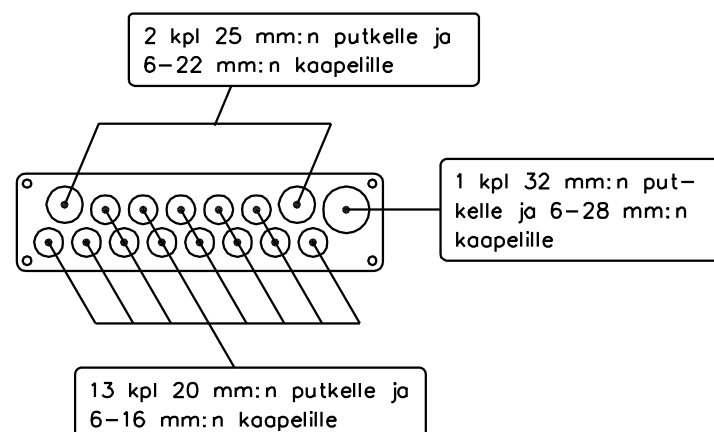 2 kpl 25 mm:n putkelle ja
6-22 mm:n kaapelille
1 kpl 32 mm:n put-
kelle ja 6-28 mm:n
kaapelille
13 kpl 20 mm:n putkelle ja
6-16 mm:n kaapelille